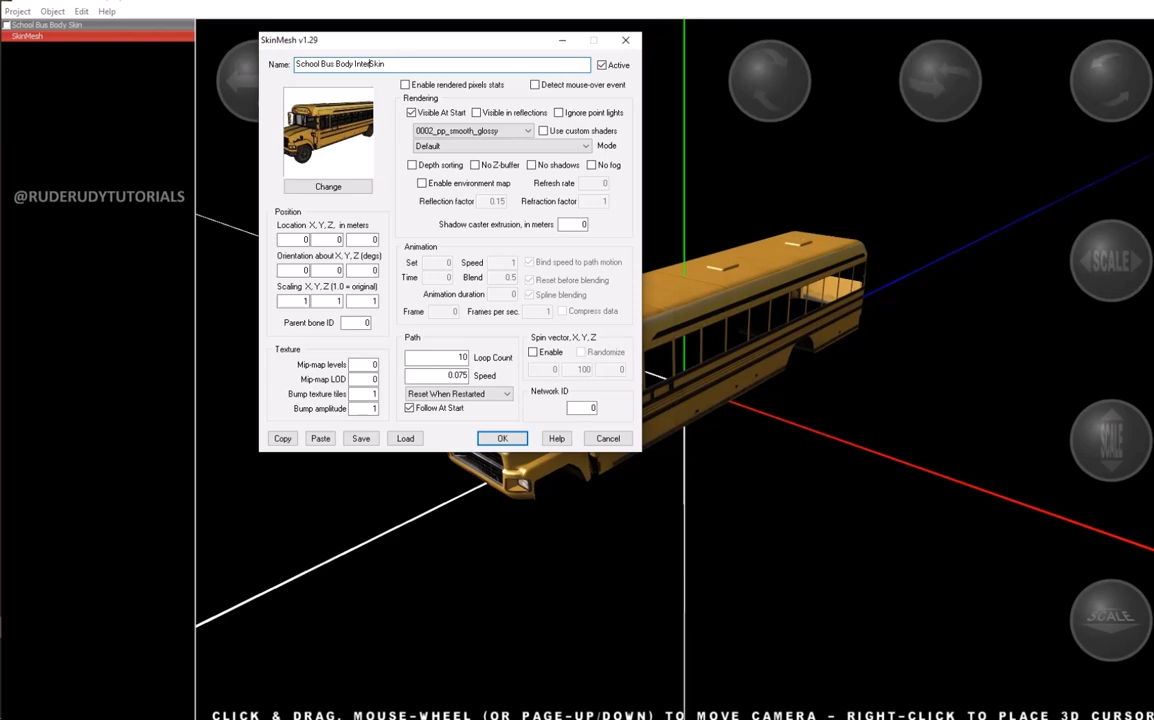 Project Object Edit Help
School Bus Body Skin
SkinMesh
@RUDERUDYTUTORIALS
SkinMesh v1.29
Name: School Bus Body InterSkin Active
Enable rendered pixels stats Detect mouse-over event
Rendering
Visible At Start Visible in reflections Ignore point lights
0002_pp_smooth_glossy Use custom shaders
Default Mode
Depth sorting No Z-buffer No shadows No fog
Enable environment map Refresh rate 0
Reflection factor 0.15 Refraction factor 1
Shadow caster extrusion, in meters 0
Change
Position
Location X, Y, Z, in meters
0 0 0
Orientation about X, Y, Z (degs)
0 0 0
Scaling X, Y, Z (1.0 = original)
1 1 1
Parent bone ID 0
Animation
Set 0 Speed 1 Bind speed to path motion
Time 0 Blend 0.5 Reset before blending
Animation duration 0 Spline blending
Frame 0 Frames per sec. 1 Compress data
Texture
Mip-map levels 0
Mip-map LOD 0
Bump texture tiles 1
Bump amplitude 1
Path
10 Loop Count
0.075 Speed
Reset When Restarted
Follow At Start
Spin vector, X, Y, Z
Enable Randomize
0 100 0
Network ID
0
Copy Paste Save Load OK Help Cancel
SCALE
SCALE
SCALE
CLICK & DRAG, MOUSE-WHEEL (OR PAGE-UP/DOWN) TO MOVE CAMERA - RIGHT-CLICK TO PLACE 3D CURSOR